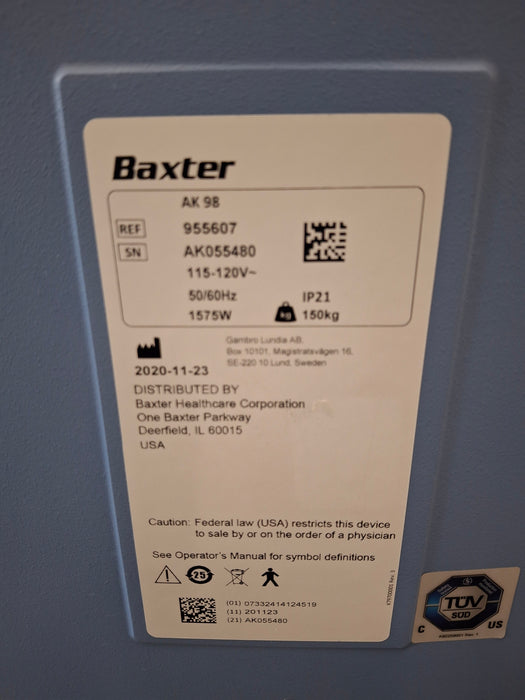 Baxter
AK 98
REF 955607
SN AK055480
115-120V~
50/60Hz IP21
1575W kg 150kg
Gambro Lundia AB,
Box 10101, Magistratsvägen 16,
SE-220 10 Lund, Sweden
2020-11-23
DISTRIBUTED BY
Baxter Healthcare Corporation
One Baxter Parkway
Deerfield, IL 60015
USA
Caution: Federal law (USA) restricts this device
to sale by or on the order of a physician
See Operator's Manual for symbol definitions
25
(01) 07332414124519
(11) 201123
(21) AK055480
TÜV
SÜD
C US